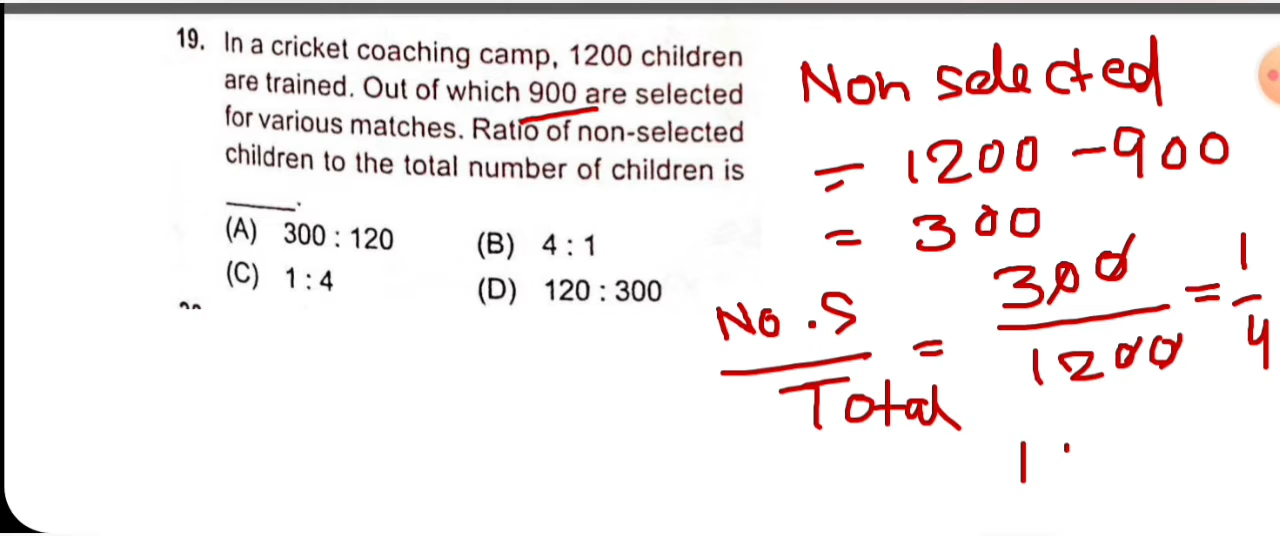 19. In a cricket coaching camp, 1200 children
are trained. Out of which 900 are selected
for various matches. Ratio of non-selected
children to the total number of children is
______.
(A) 300 : 120
(B) 4 : 1
(C) 1 : 4
(D) 120 : 300
Non selected
= 1200 - 900
= 300
No.S / Total = 300 / 1200 = 1 / 4
1 .